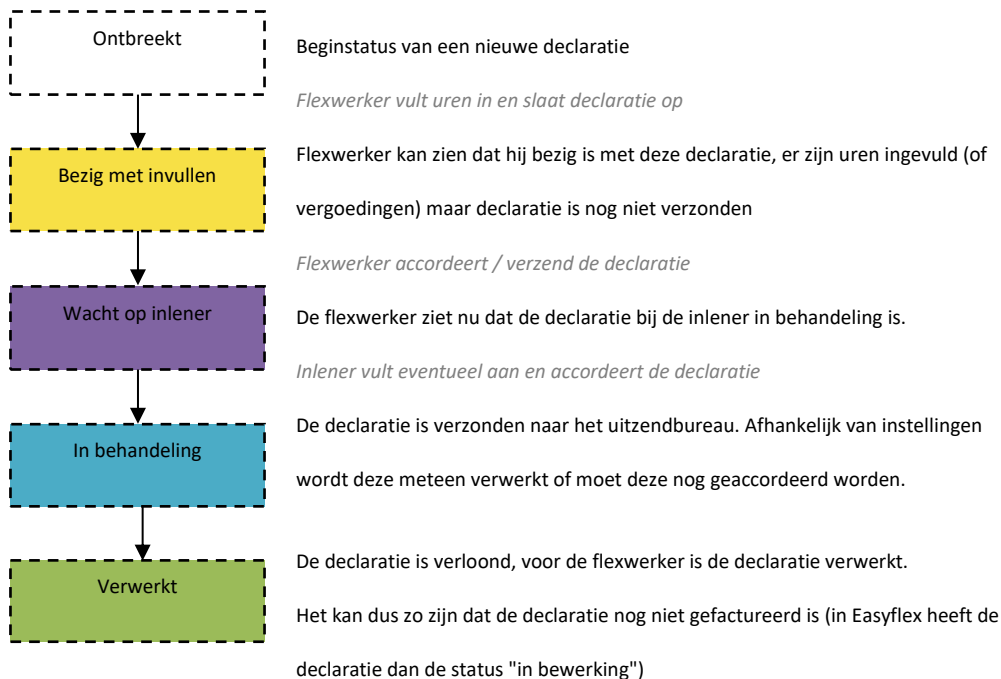 Ontbreekt
Beginstatus van een nieuwe declaratie
Flexwerker vult uren in en slaat declaratie op
Bezig met invullen
Flexwerker kan zien dat hij bezig is met deze declaratie, er zijn uren ingevuld (of
vergoedingen) maar declaratie is nog niet verzonden
Flexwerker accordeert / verzend de declaratie
Wacht op inlener
De flexwerker ziet nu dat de declaratie bij de inlener in behandeling is.
Inlener vult eventueel aan en accordeert de declaratie
In behandeling
De declaratie is verzonden naar het uitzendbureau. Afhankelijk van instellingen
wordt deze meteen verwerkt of moet deze nog geaccordeerd worden.
Verwerkt
De declaratie is verloond, voor de flexwerker is de declaratie verwerkt.
Het kan dus zo zijn dat de declaratie nog niet gefactureerd is (in Easyflex heeft de
declaratie dan de status "in bewerking")